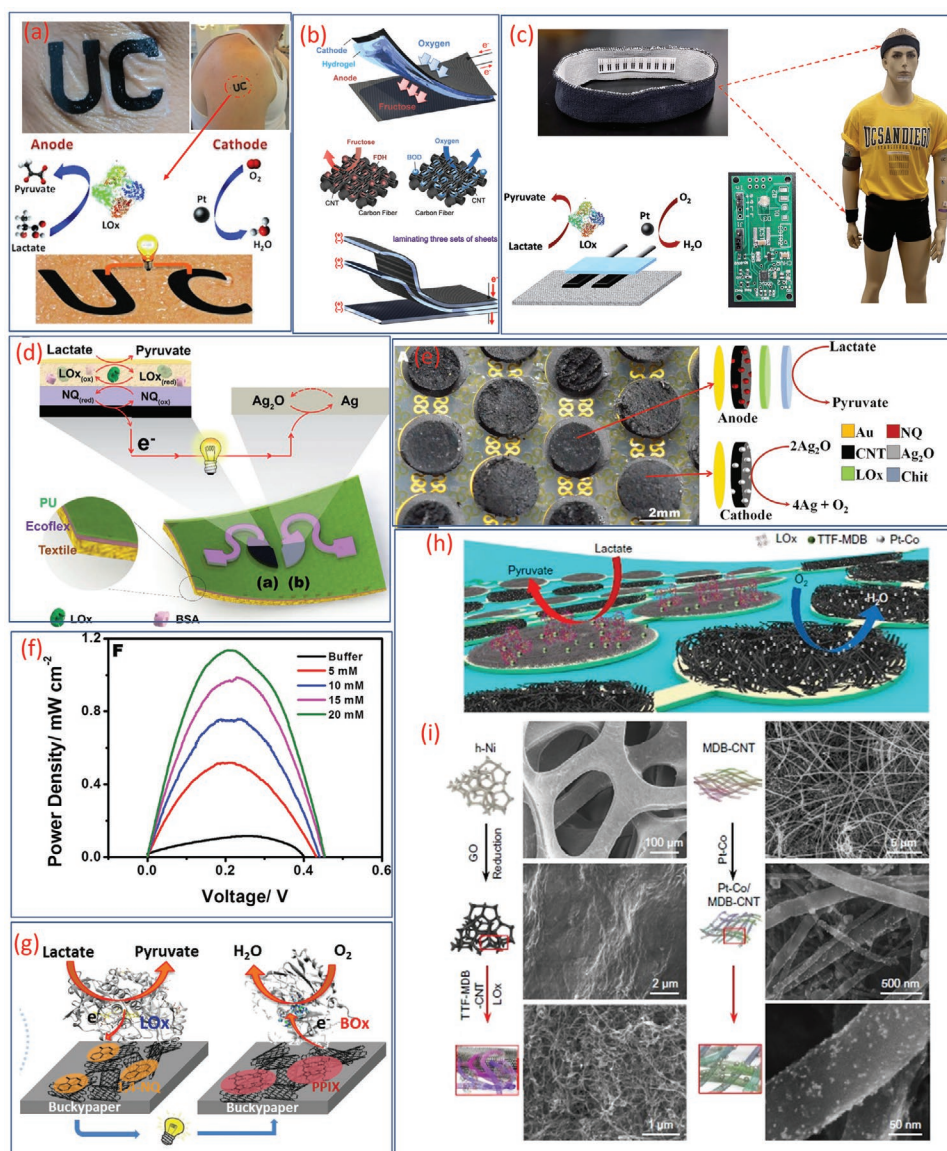 (a)
UC
UC
Anode
Cathode
Pyruvate
O2
Pt
Lactate
LOx
H2O
UC
(b)
Cathode
Hydrogel
Anode
Oxygen
e-
e-
Fructose
Fructose
Oxygen
FDH
BOD
CNT
Carbon Fiber
Carbon Fiber
CNT
laminating three sets of sheets
(+)
(-)
(+)
(-)
(+)
(-)
e-
(c)
UC SAN DIEGO
Pyruvate
Pt
O2
Lactate
LOx
H2O
(d)
Lactate
Pyruvate
LOx(ox)
LOx(red)
NQ(red)
NQ(ox)
Ag2O
Ag
e-
PU
Ecoflex
Textile
(a)
(b)
LOx
BSA
A
(e)
2mm
Lactate
Pyruvate
Anode
Au
NQ
CNT
Ag2O
LOx
Chit
2Ag2O
4Ag + O2
Cathode
(f)
F
Power Density/ mW cm-2
1.2
0.8
0.4
0.0
Buffer
5 mM
10 mM
15 mM
20 mM
0.0
0.2
0.4
0.6
Voltage/ V
(g)
Lactate
Pyruvate
H2O
O2
e-
LOx
e-
BOx
PPIX
Buckypaper
Buckypaper
(h)
LOx
TTF-MDB
Pt-Co
Pyruvate
Lactate
O2
H2O
(i)
h-Ni
100 μm
MDB-CNT
5 μm
GO
Reduction
Pt-Co
Pt-Co/
MDB-CNT
2 μm
500 nm
TTF-MDB
-CNT
LOx
1 μm
50 nm